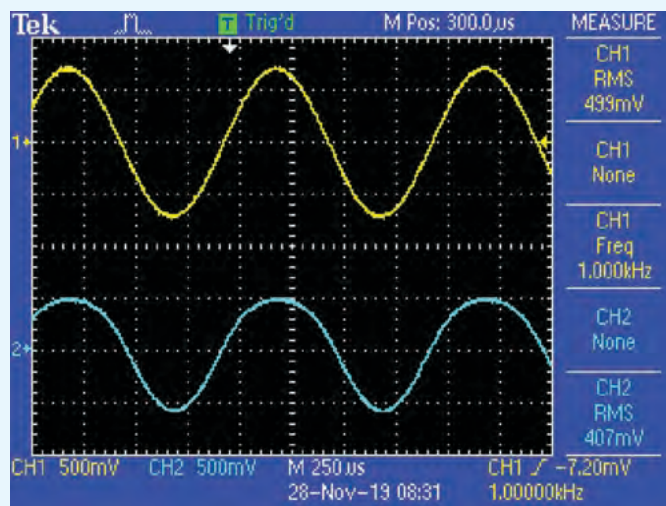 Tek T Trig'd M Pos: 300.0µs MEASURE
CH1
RMS
499mV
1
CH1
None
CH1
Freq
1.000kHz
CH2
None
2
CH2
RMS
407mV
CH1 500mV CH2 500mV M 250µs CH1 -7.20mV
28-Nov-19 08:31 1.00000kHz